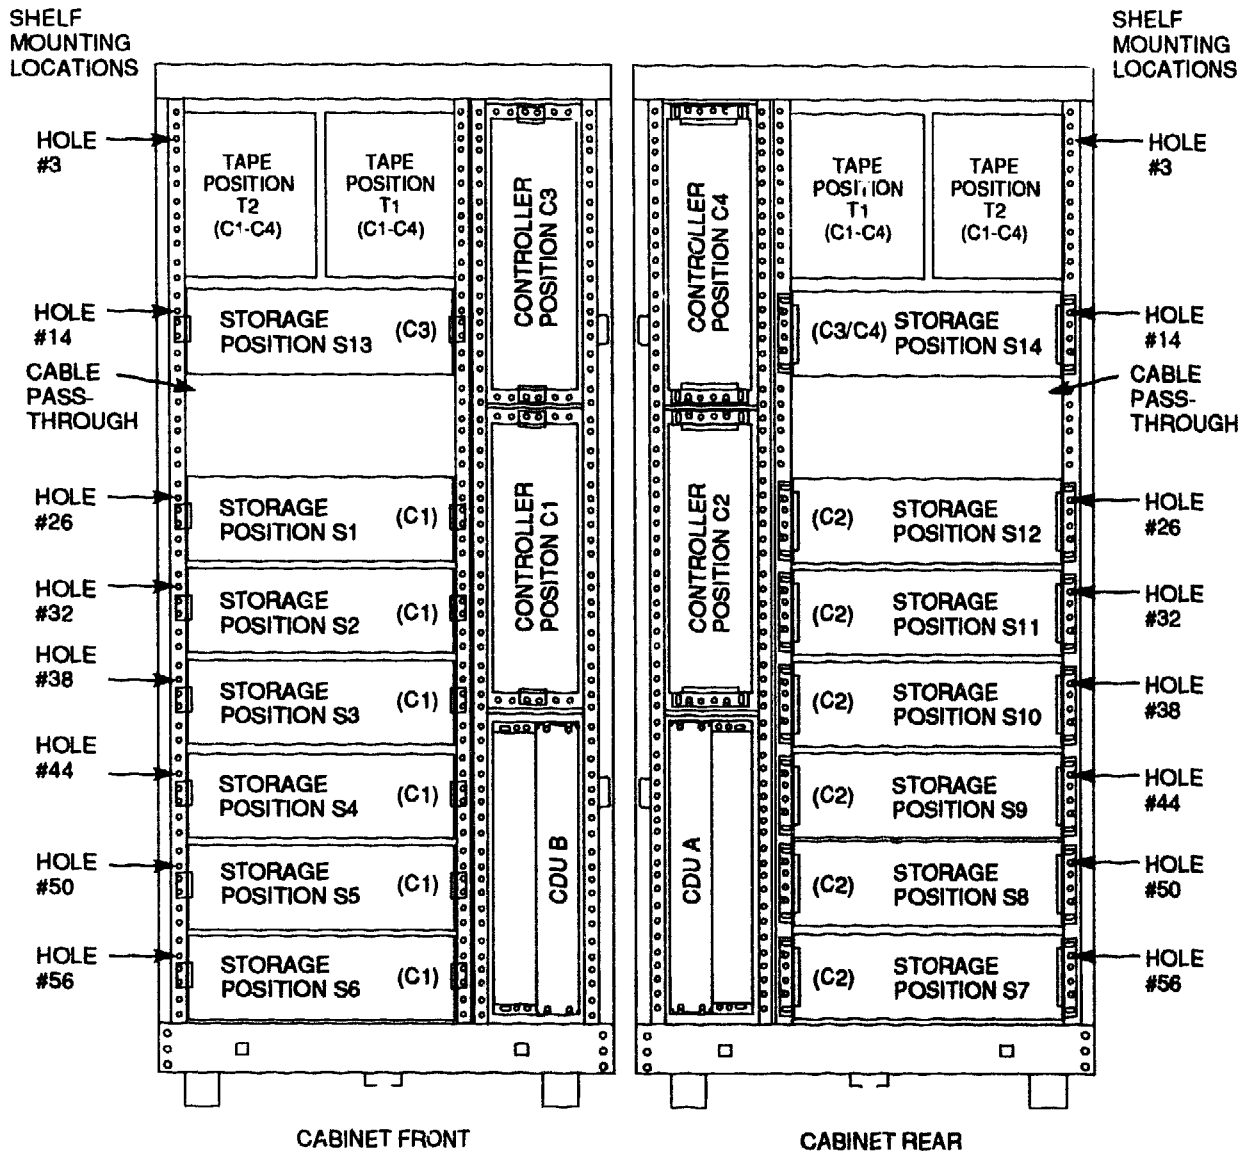 SHELF
MOUNTING
LOCATIONS
HOLE
#3
HOLE
#14
CABLE
PASS-
THROUGH
HOLE
#26
HOLE
#32
HOLE
#38
HOLE
#44
HOLE
#50
HOLE
#56
TAPE
POSITION
T2
(C1-C4)
TAPE
POSITION
T1
(C1-C4)
STORAGE
POSITION S13
(C3)
STORAGE
POSITION S1
(C1)
STORAGE
POSITION S2
(C1)
STORAGE
POSITION S3
(C1)
STORAGE
POSITION S4
(C1)
STORAGE
POSITION S5
(C1)
STORAGE
POSITION S6
(C1)
CONTROLLER
POSITION C3
CONTROLLER
POSITON C1
CDU B
CABINET FRONT
CONTROLLER
POSITION C4
CONTROLLER
POSITION C2
CDU A
TAPE
POSITION
T1
(C1-C4)
TAPE
POSITION
T2
(C1-C4)
(C3/C4)
STORAGE
POSITION S14
(C2)
STORAGE
POSITION S12
(C2)
STORAGE
POSITION S11
(C2)
STORAGE
POSITION S10
(C2)
STORAGE
POSITION S9
(C2)
STORAGE
POSITION S8
(C2)
STORAGE
POSITION S7
CABINET REAR
SHELF
MOUNTING
LOCATIONS
HOLE
#3
HOLE
#14
CABLE
PASS-
THROUGH
HOLE
#26
HOLE
#32
HOLE
#38
HOLE
#44
HOLE
#50
HOLE
#56